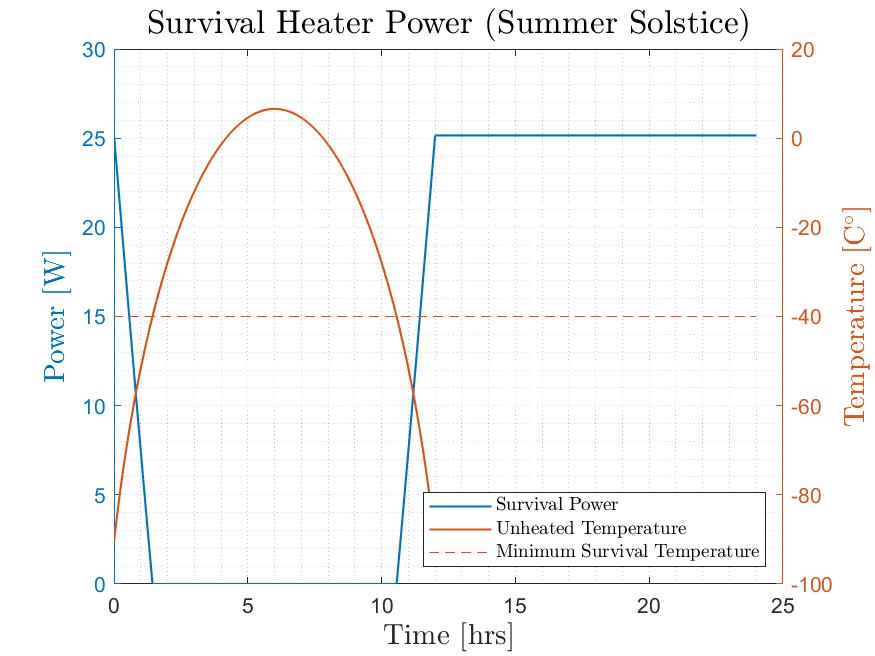 Survival Heater Power (Summer Solstice)
30
25
20
15
10
5
0
Power [W]
20
0
-20
-40
-60
-80
-100
Temperature [C°]
Survival Power
Unheated Temperature
Minimum Survival Temperature
0 5 10 15 20 25
Time [hrs]